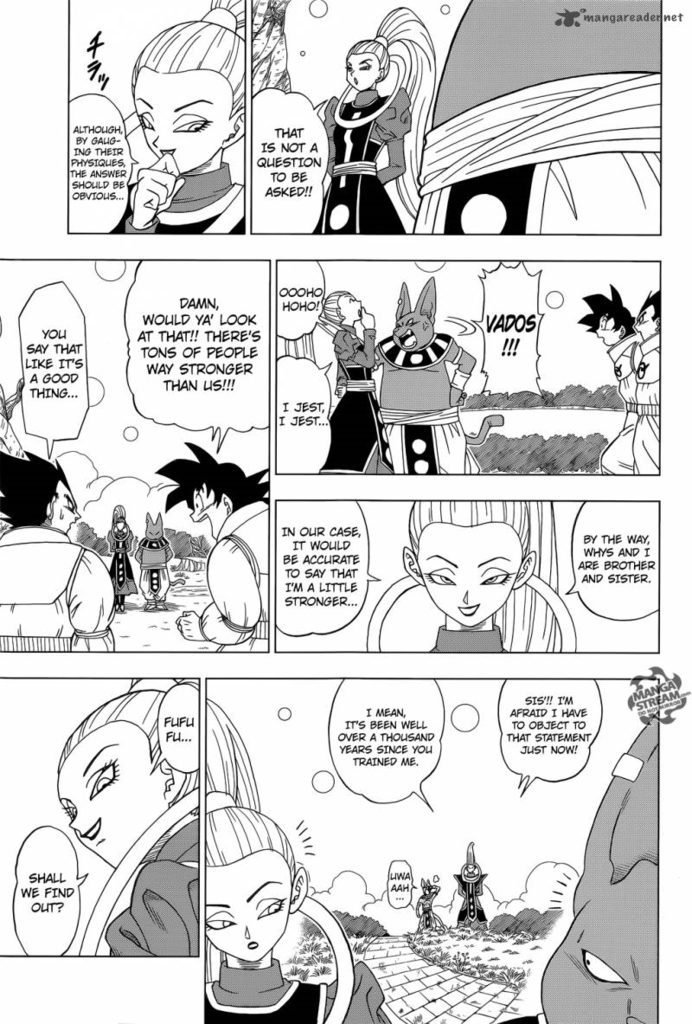 mangareader.net
THAT
IS NOT A
QUESTION
TO BE
ASKED!!
チラッ
ALTHOUGH,
BY GAUG-
ING THEIR
PHYSIQUES,
THE ANSWER
SHOULD BE
OBVIOUS...
VADOS
!!!
OOOHO
HOHO!
I JEST,
I JEST...
DAMN,
WOULD YA' LOOK
AT THAT!! THERE'S
TONS OF PEOPLE
WAY STRONGER
THAN US!!!
YOU
SAY THAT
LIKE IT'S
A GOOD
THING...
BY THE WAY,
WHYS AND I
ARE BROTHER
AND SISTER.
IN OUR CASE,
IT WOULD
BE ACCURATE
TO SAY THAT
I'M A LITTLE
STRONGER...
MANGA
STREAM.com
DO NOT MIRROR
SIS!! I'M
AFRAID I HAVE
TO OBJECT TO
THAT STATEMENT
JUST NOW!
I MEAN,
IT'S BEEN WELL
OVER A THOUSAND
YEARS SINCE YOU
TRAINED ME.
UWA
AAH
...
FUFU
FU...
SHALL
WE FIND
OUT?